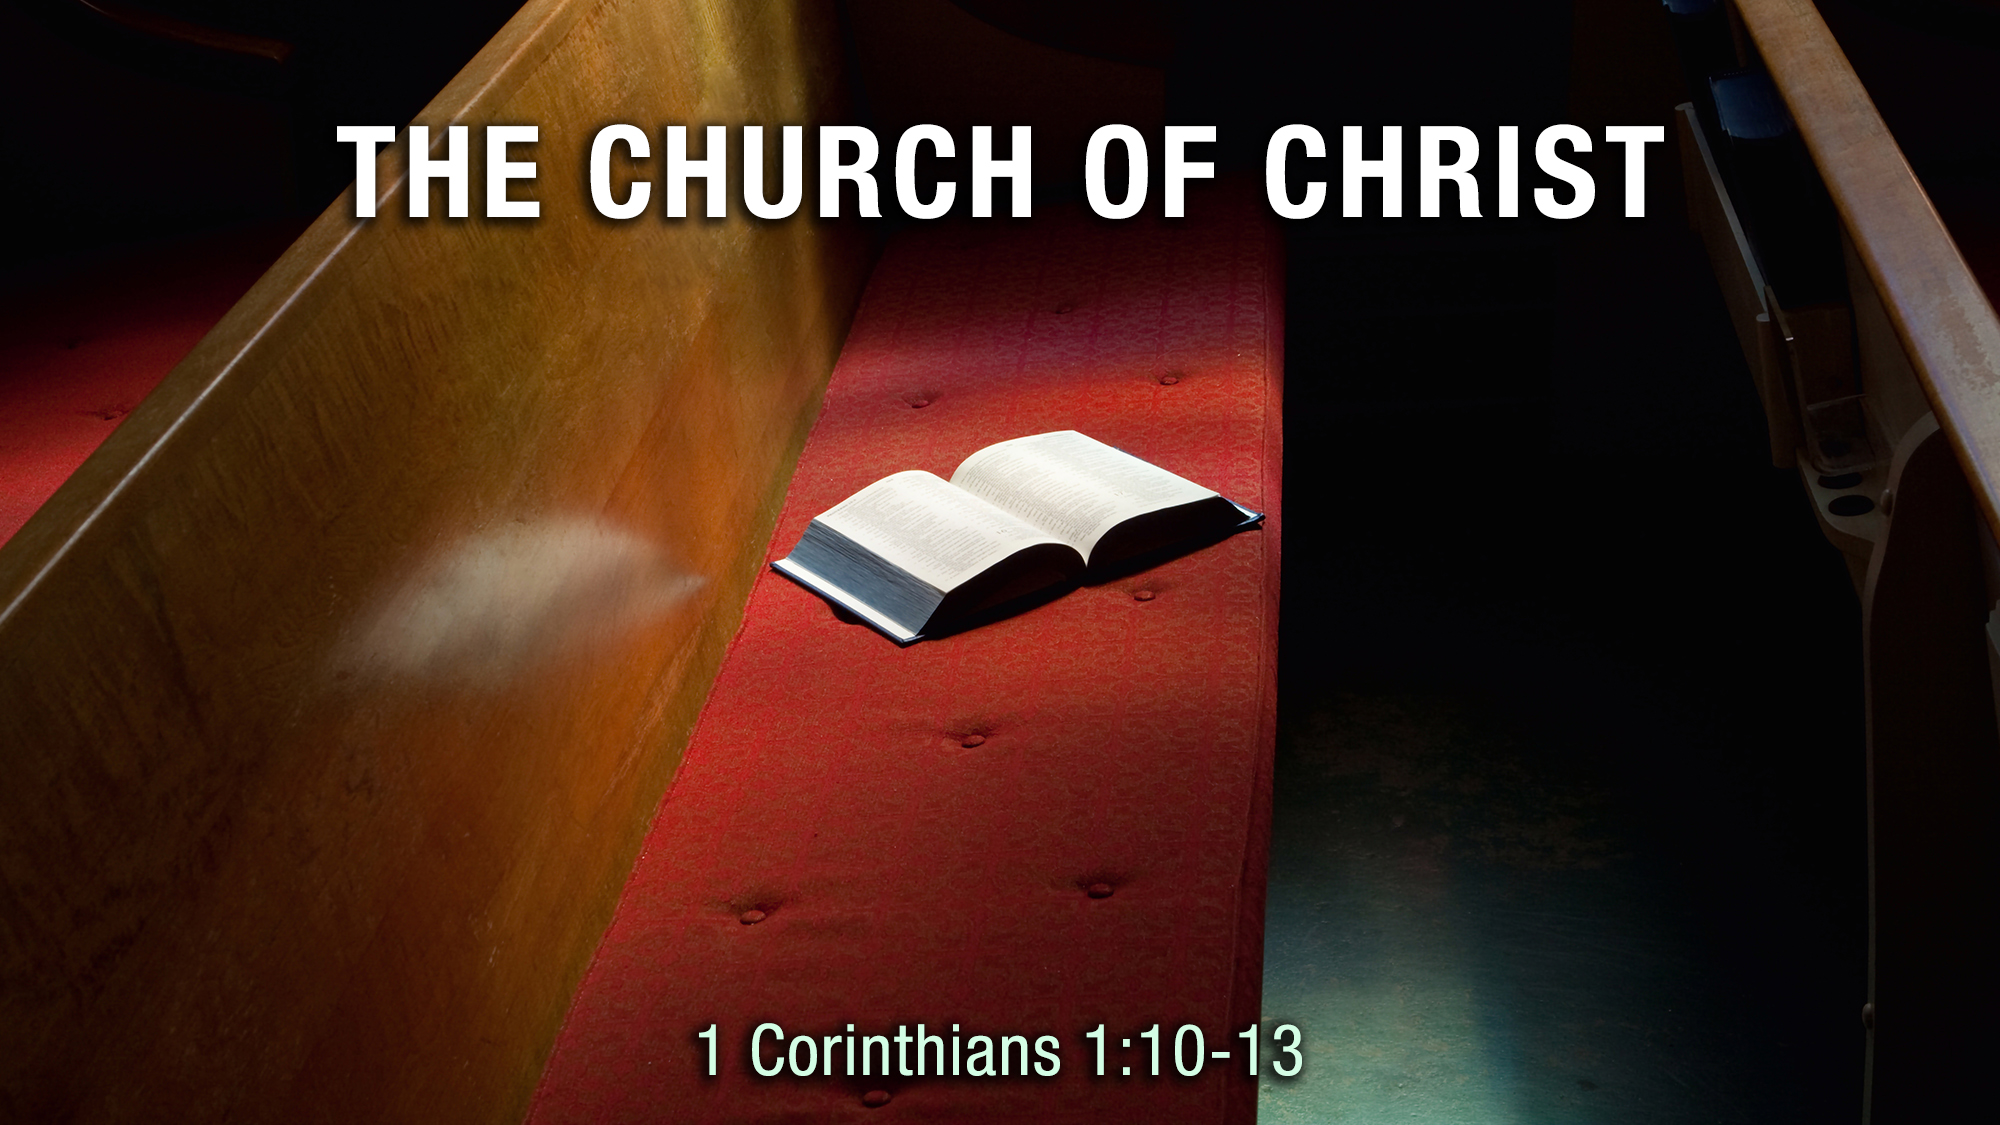 THE CHURCH OF CHRIST
1 Corinthians 1:10-13